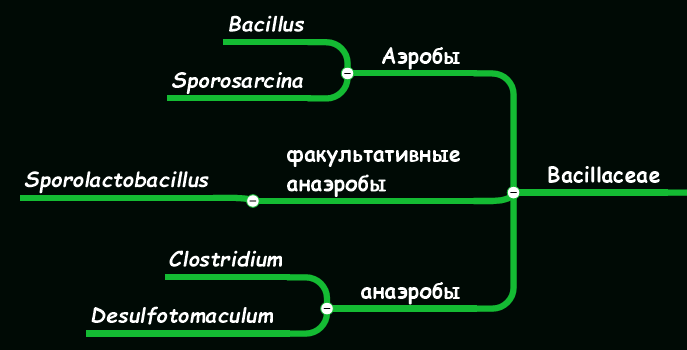 Bacillus
Аэробы
Sporosarcina
факультативные
анаэробы
Bacillaceae
Sporolactobacillus
Clostridium
анаэробы
Desulfotomaculum